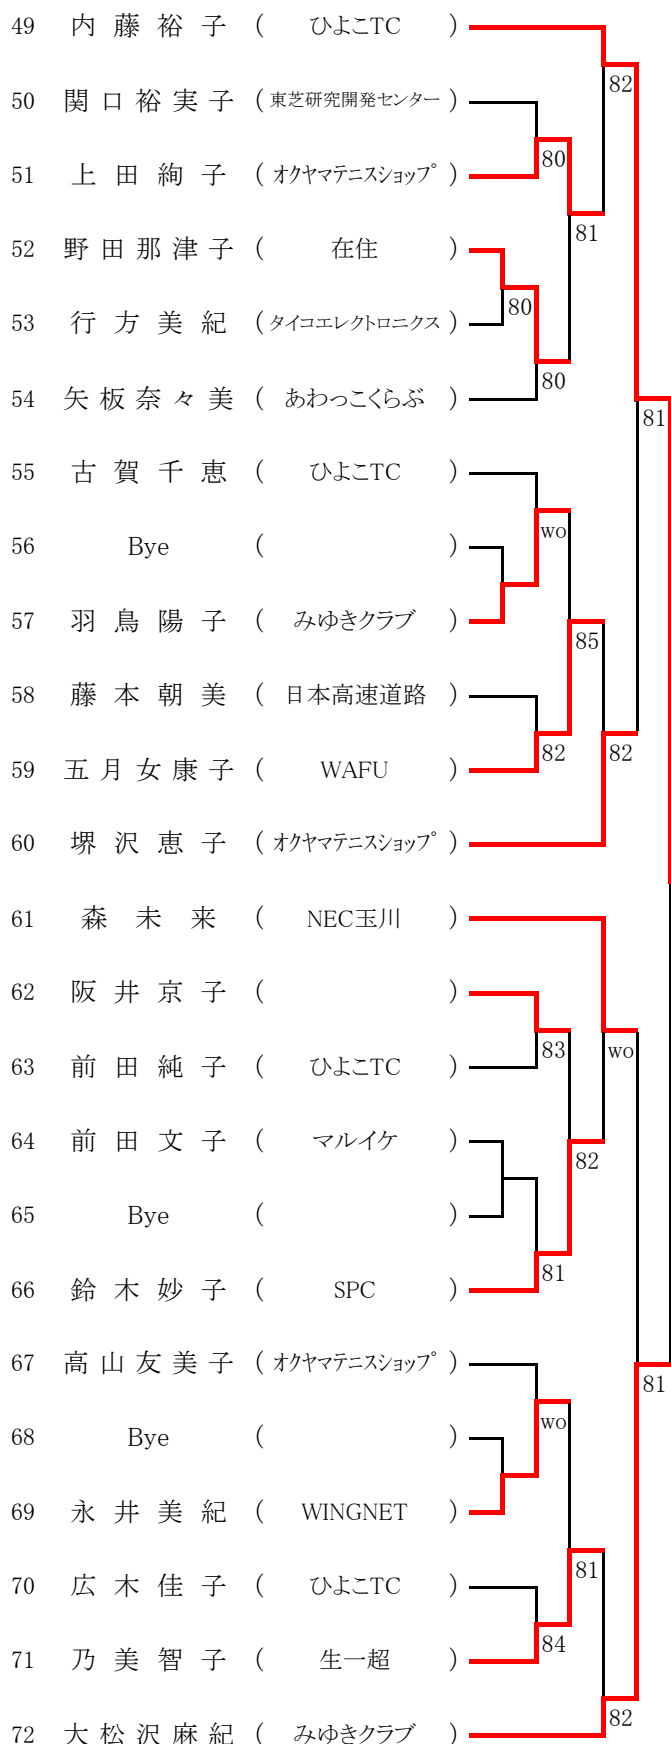 49 内藤裕子 ( ひよこTC )
82
50 関口裕実子 ( 東芝研究開発センター )
80
51 上田絢子 ( オクヤマテニスショップ )
81
52 野田那津子 ( 在住 )
80
53 行方美紀 ( タイコエレクトロニクス )
80
54 矢板奈々美 ( あわっこくらぶ )
81
55 古賀千恵 ( ひよこTC )
wo
56 Bye ( )
57 羽鳥陽子 ( みゆきクラブ )
85
58 藤本朝美 ( 日本高速道路 )
82 82
59 五月女康子 ( WAFU )
60 堺沢恵子 ( オクヤマテニスショップ )
61 森未来 ( NEC玉川 )
62 阪井京子 ( )
83 wo
63 前田純子 ( ひよこTC )
64 前田文子 ( マルイケ )
82
65 Bye ( )
81
66 鈴木妙子 ( SPC )
67 高山友美子 ( オクヤマテニスショップ )
81
wo
68 Bye ( )
69 永井美紀 ( WINGNET )
81
70 広木佳子 ( ひよこTC )
84
71 乃美智子 ( 生一超 )
82
72 大松沢麻紀 ( みゆきクラブ )